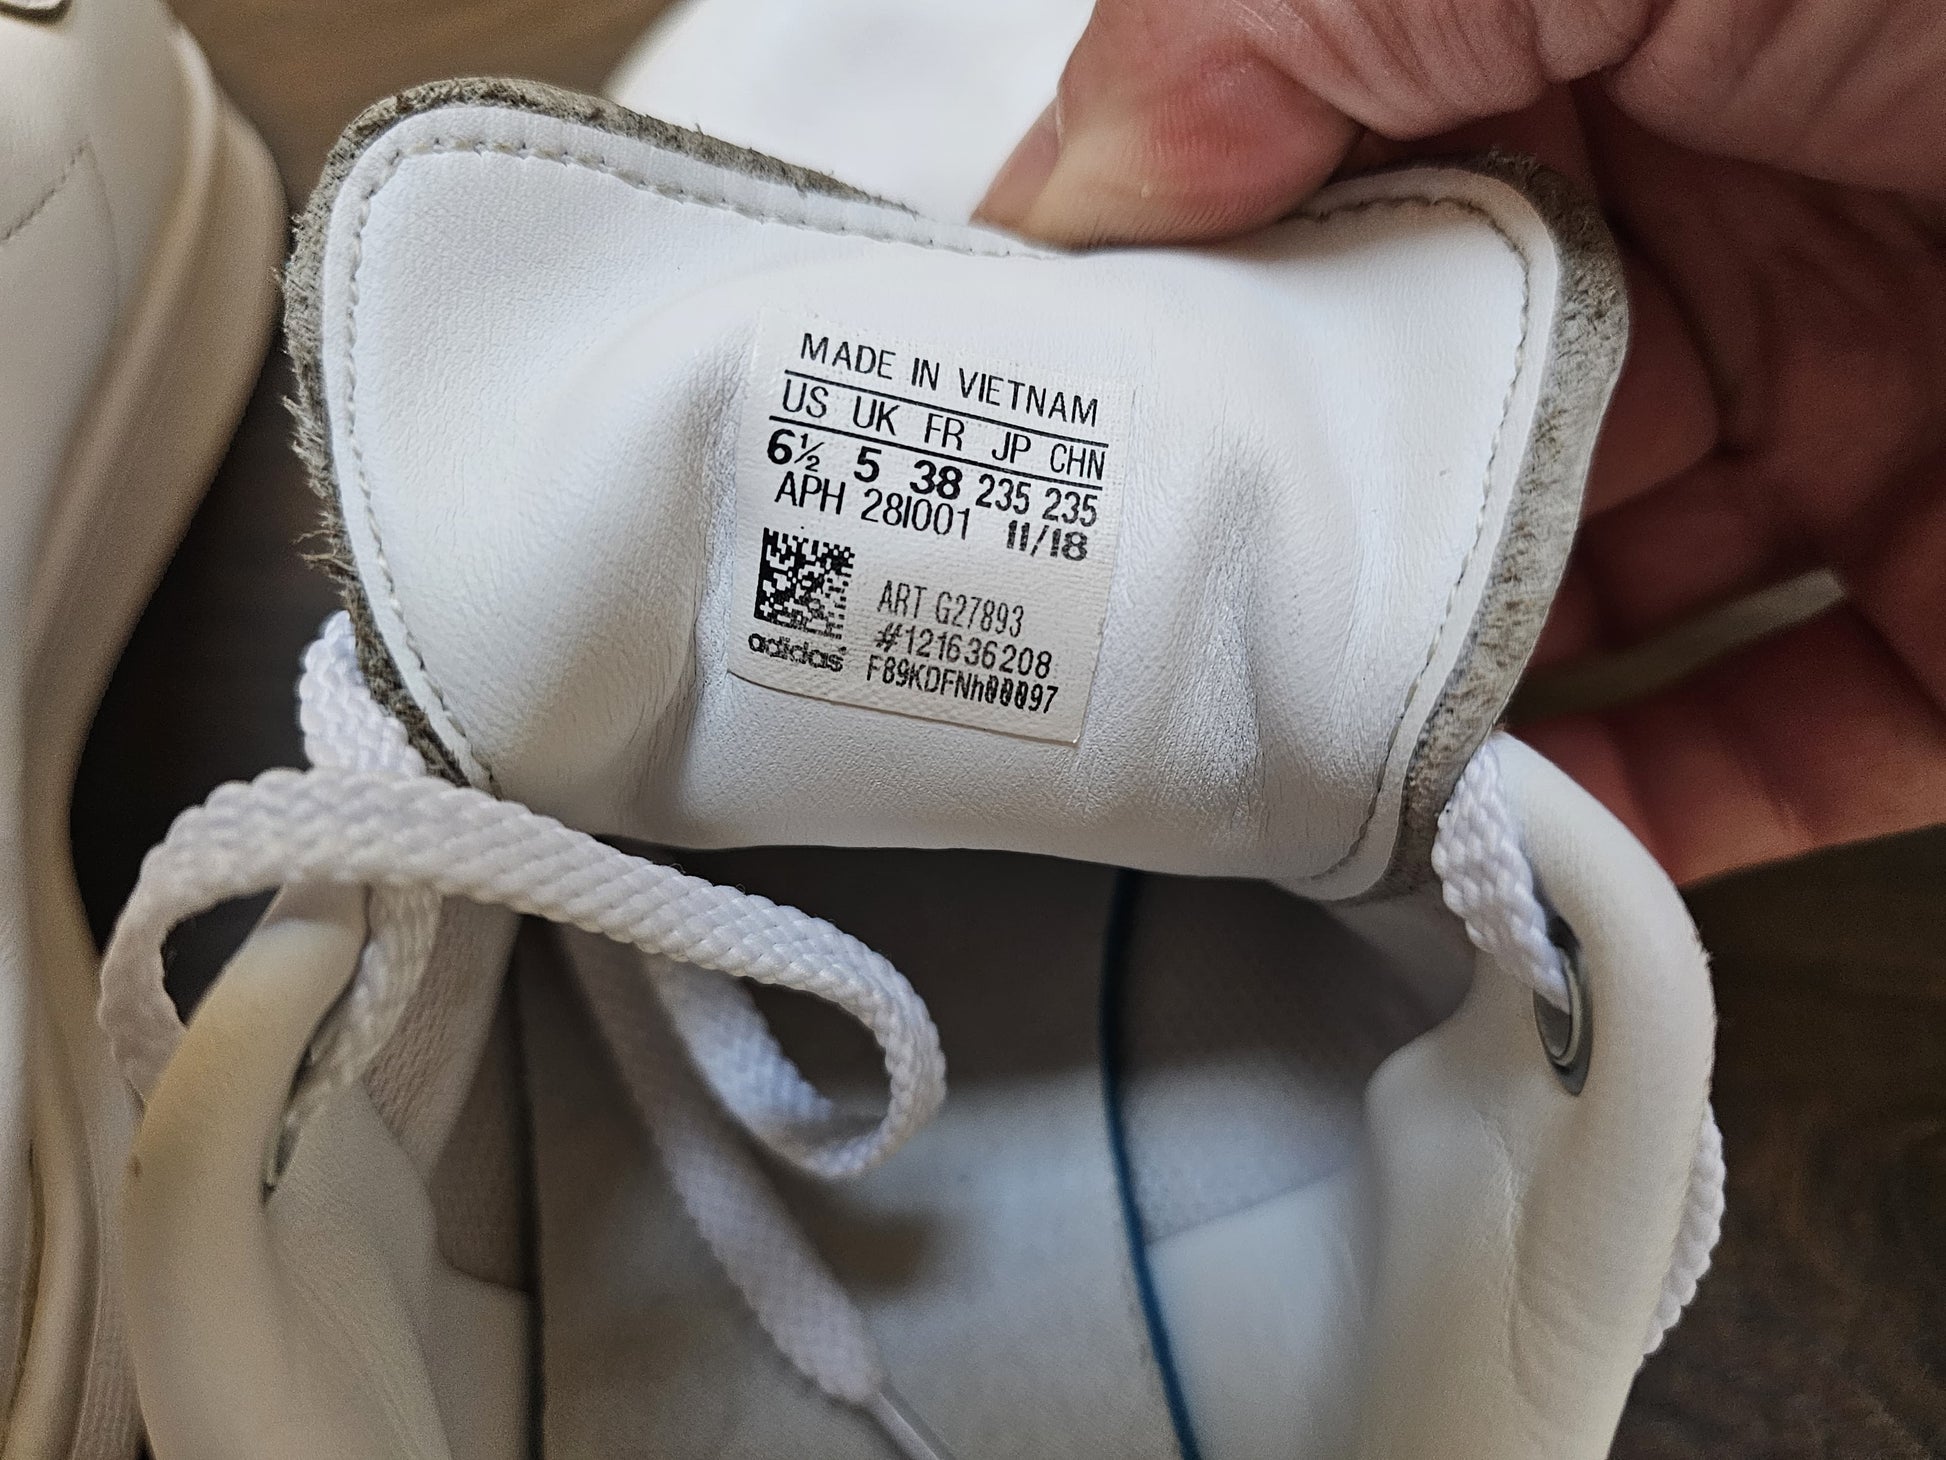 MADE IN VIETNAM
US UK FR JP CHN
6½ 5 38 235 235
APH 28I001 11/18
ART G27893
#121636208
adidas F89KDFNh00097